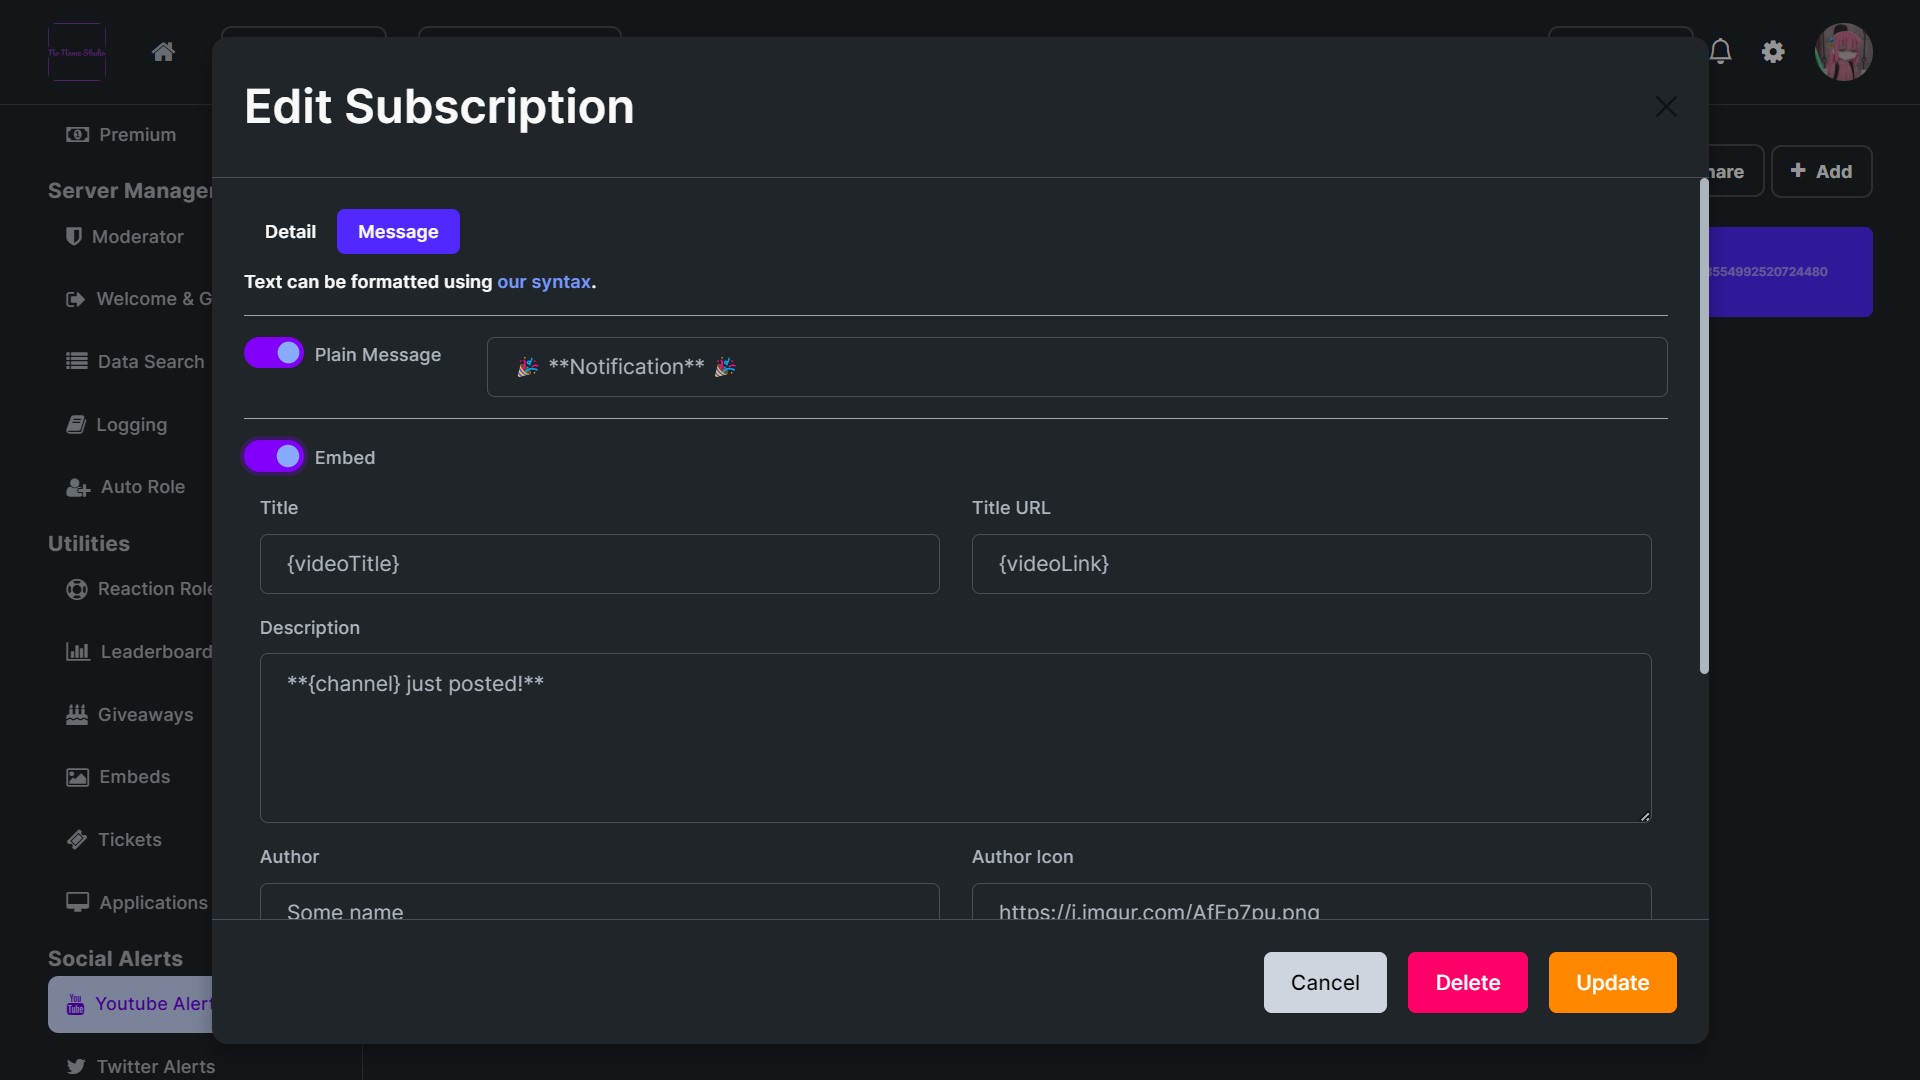 The Name Studio
Premium
Server Manager
Moderator
Welcome & G
Data Search
Logging
Auto Role
Utilities
Reaction Role
Leaderboard
Giveaways
Embeds
Tickets
Applications
Social Alerts
Youtube Alert
Twitter Alerts
Edit Subscription
hare
Add
554992520724480
Detail
Message
Text can be formatted using our syntax.
Plain Message
🎉 **Notification** 🎉
Embed
Title
Title URL
{videoTitle}
{videoLink}
Description
**{channel} just posted!**
Author
Author Icon
Some name
https://i.imgur.com/AfFp7pu.png
Cancel
Delete
Update